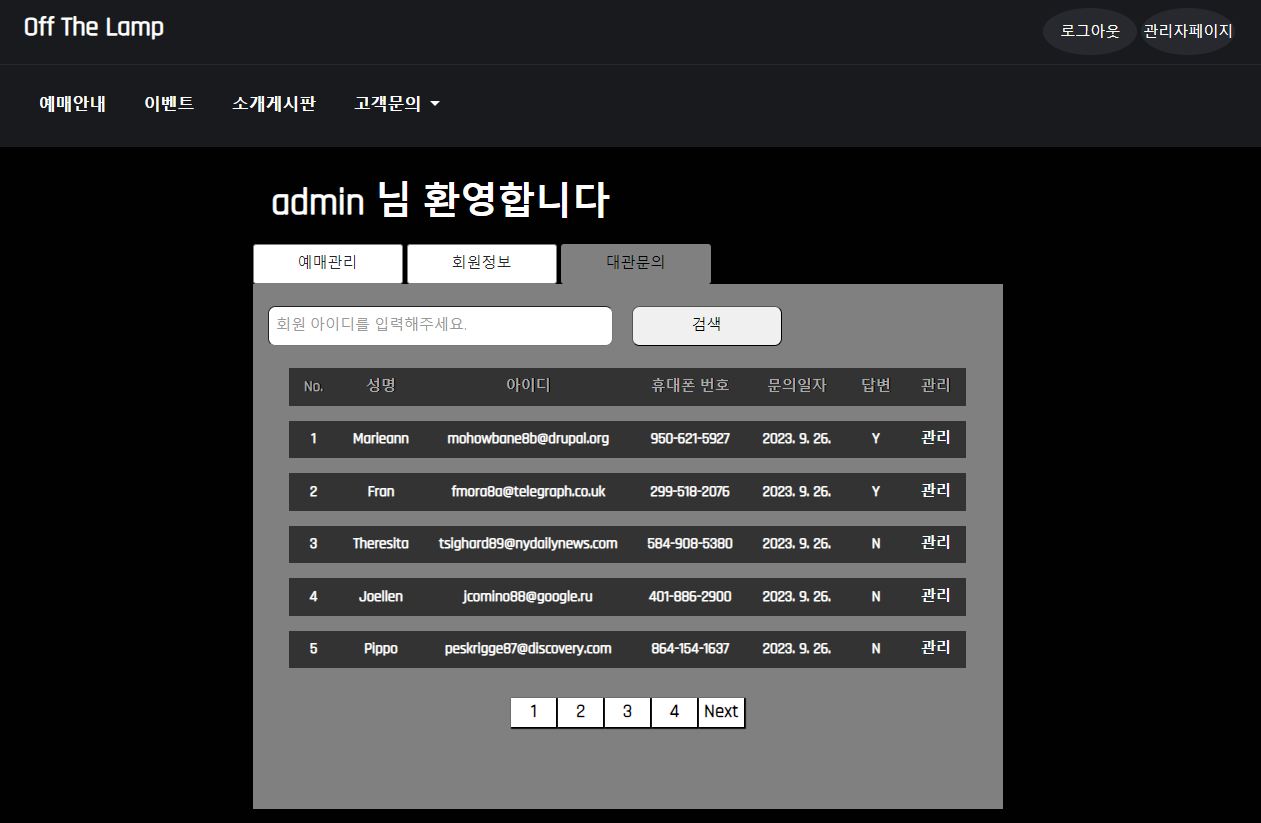 Off The Lamp
로그아웃 관리자페이지
예매안내 이벤트 소개게시판 고객문의
admin 님 환영합니다
예매관리 회원정보 대관문의
회원 아이디를 입력해주세요. 검색
No. 성명 아이디 휴대폰 번호 문의일자 답변 관리
1 Marieann mohowbane8b@drupal.org 950-621-5927 2023. 9. 26. Y 관리
2 Fran fmora8a@telegraph.co.uk 299-518-2076 2023. 9. 26. Y 관리
3 Theresita tsighard89@nydailynews.com 584-908-5380 2023. 9. 26. N 관리
4 Joellen jcomino88@google.ru 401-886-2900 2023. 9. 26. N 관리
5 Pippo peskrigge87@discovery.com 864-154-1637 2023. 9. 26. N 관리
1 2 3 4 Next